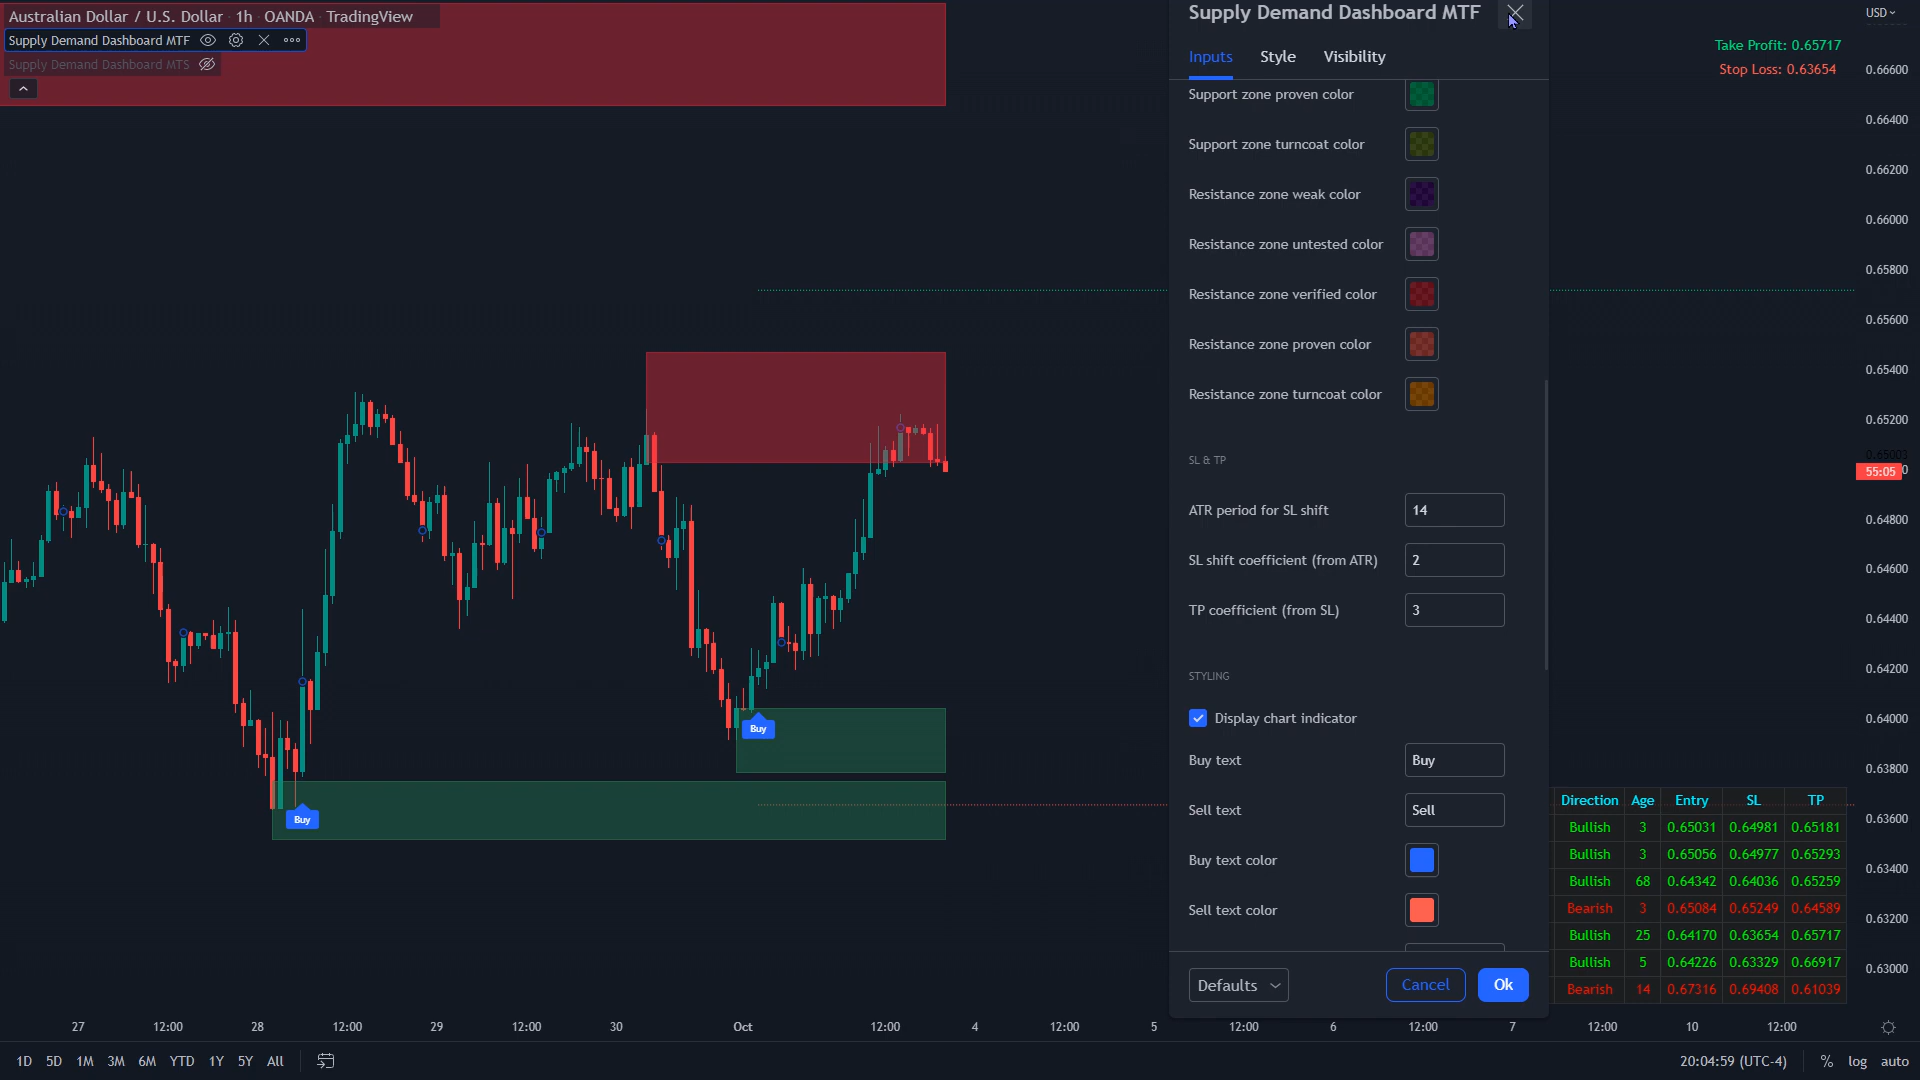 Australian Dollar / U.S. Dollar · 1h · OANDA · TradingView
Supply Demand Dashboard MTF
Supply Demand Dashboard MTS
Buy
Buy
Supply Demand Dashboard MTF
Inputs Style Visibility
Support zone proven color
Support zone turncoat color
Resistance zone weak color
Resistance zone untested color
Resistance zone verified color
Resistance zone proven color
Resistance zone turncoat color
SL & TP
ATR period for SL shift 14
SL shift coefficient (from ATR) 2
TP coefficient (from SL) 3
STYLING
Display chart indicator
Buy text Buy
Sell text Sell
Buy text color
Sell text color
Defaults Cancel Ok
Take Profit: 0.65717
Stop Loss: 0.63654
Direction Age Entry SL TP
Bullish 3 0.65031 0.64981 0.65181
Bullish 3 0.65056 0.64977 0.65293
Bullish 68 0.64342 0.64036 0.65259
Bearish 3 0.65084 0.65249 0.64589
Bullish 25 0.64170 0.63654 0.65717
Bullish 5 0.64226 0.63329 0.66917
Bearish 14 0.67316 0.69408 0.61039
USD
0.66600
0.66400
0.66200
0.66000
0.65800
0.65600
0.65400
0.65200
0.65003
55:05
0.64800
0.64600
0.64400
0.64200
0.64000
0.63800
0.63600
0.63400
0.63200
0.63000
27 12:00 28 12:00 29 12:00 30 Oct 12:00 4 12:00 5 12:00 6 12:00 7 12:00 10 12:00
1D 5D 1M 3M 6M YTD 1Y 5Y All
20:04:59 (UTC-4) % log auto